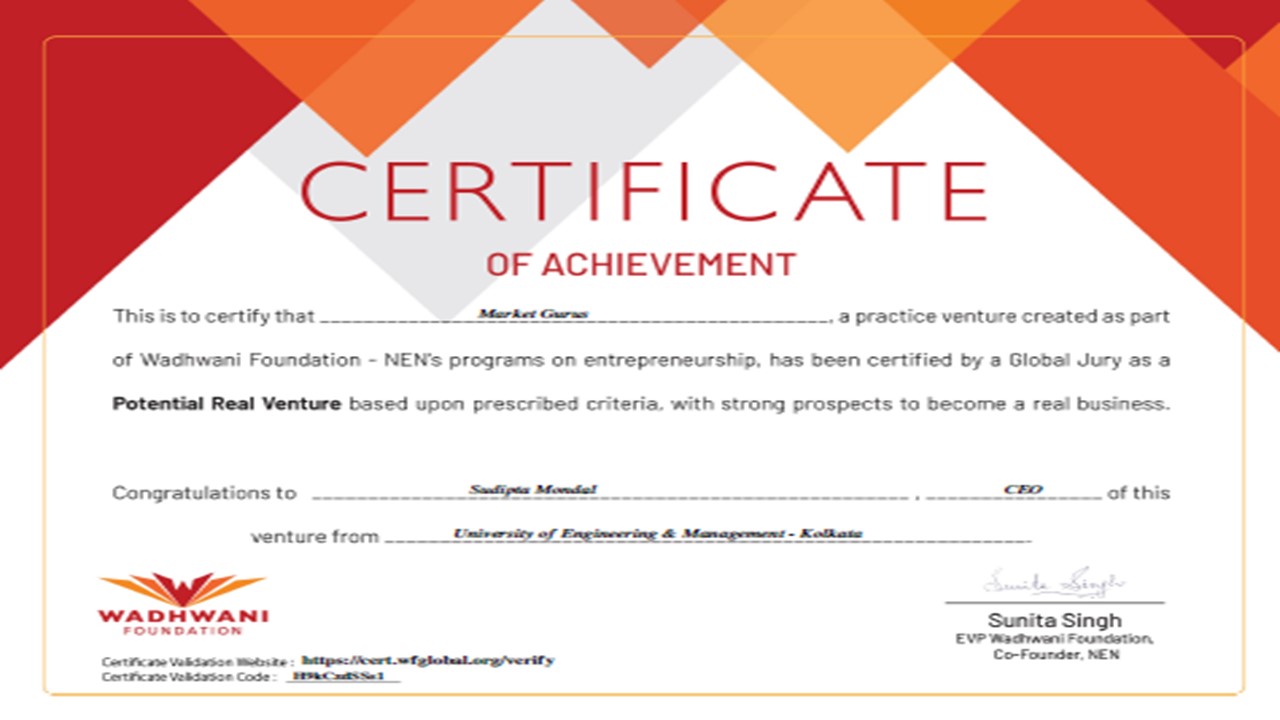 CERTIFICATE
OF ACHIEVEMENT
This is to certify that Market Gurus, a practice venture created as part
of Wadhwani Foundation - NEN's programs on entrepreneurship, has been certified by a Global Jury as a
Potential Real Venture based upon prescribed criteria, with strong prospects to become a real business.
Congratulations to Sudipta Mondal, CEO of this
venture from University of Engineering & Management - Kolkata
WADHWANI
FOUNDATION
Sunita Singh
Sunita Singh
EVP Wadhwani Foundation,
Co-Founder, NEN
Certificate Validation Website : https://cert.wfglobal.org/verify
Certificate Validation Code :